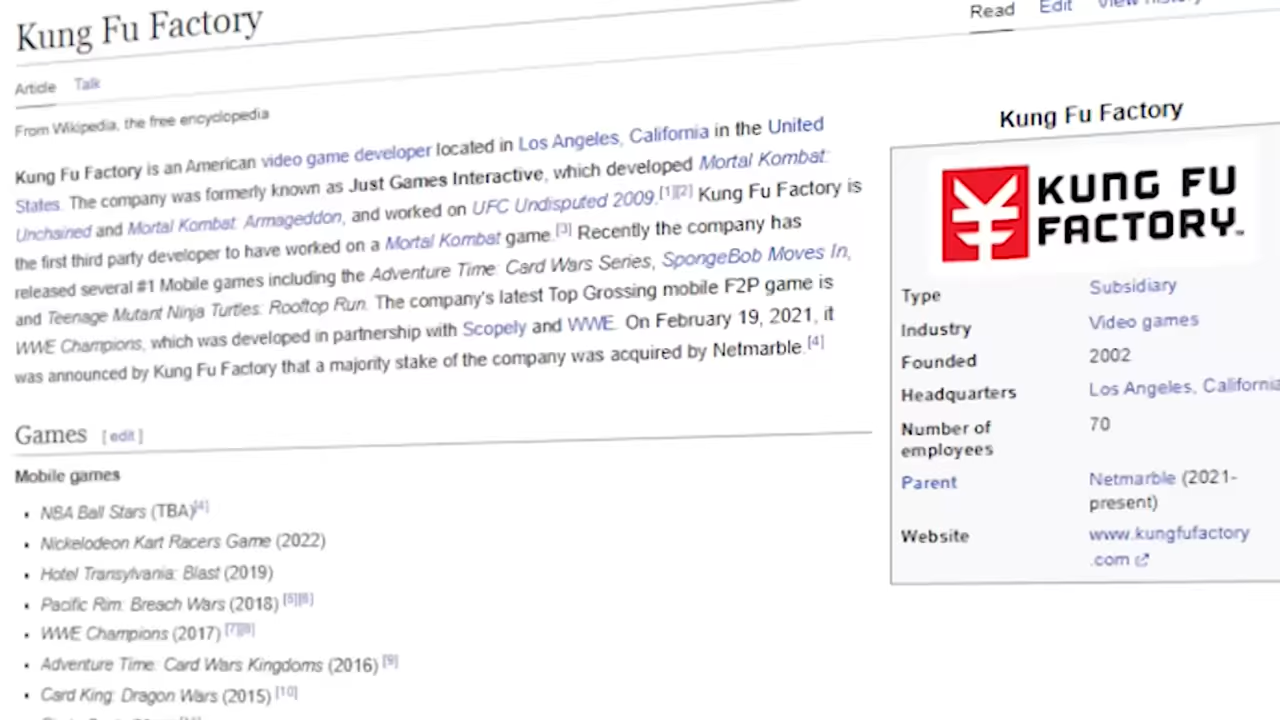 Kung Fu Factory
Read Edit View history
Article Talk
From Wikipedia, the free encyclopedia
Kung Fu Factory is an American video game developer located in Los Angeles, California in the United
States. The company was formerly known as Just Games Interactive, which developed Mortal Kombat:
Unchained and Mortal Kombat: Armageddon, and worked on UFC Undisputed 2009.[1][2] Kung Fu Factory is
the first third party developer to have worked on a Mortal Kombat game.[3] Recently the company has
released several #1 Mobile games including the Adventure Time: Card Wars Series, SpongeBob Moves In,
and Teenage Mutant Ninja Turtles: Rooftop Run. The company's latest Top Grossing mobile F2P game is
WWE Champions, which was developed in partnership with Scopely and WWE. On February 19, 2021, it
was announced by Kung Fu Factory that a majority stake of the company was acquired by Netmarble.[4]
Games [ edit ]
Mobile games
• NBA Ball Stars (TBA)[4]
• Nickelodeon Kart Racers Game (2022)
• Hotel Transylvania: Blast (2019)
• Pacific Rim: Breach Wars (2018) [5][6]
• WWE Champions (2017) [7][8]
• Adventure Time: Card Wars Kingdoms (2016) [9]
• Card King: Dragon Wars (2015) [10]
Kung Fu Factory
KUNG FU
FACTORY™
Type Subsidiary
Industry Video games
Founded 2002
Headquarters Los Angeles, California
Number of employees 70
Parent Netmarble (2021-
present)
Website www.kungfufactory
.com